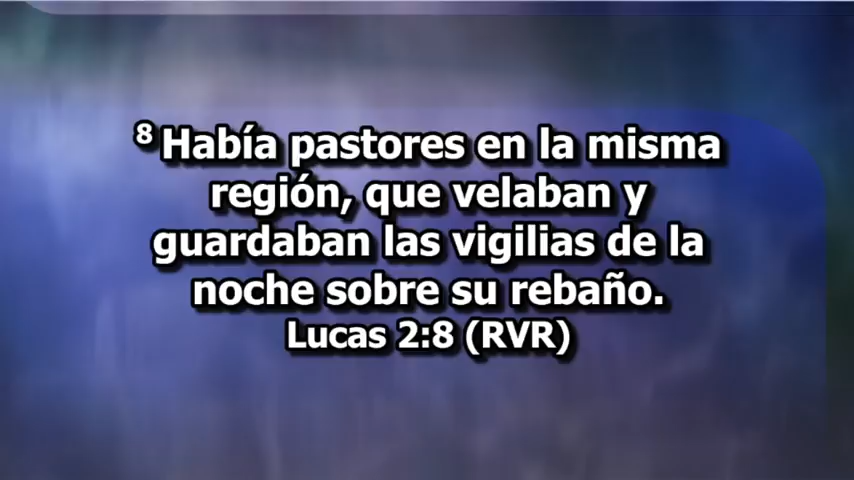 8 Había pastores en la misma
región, que velaban y
guardaban las vigilias de la
noche sobre su rebaño.
Lucas 2:8 (RVR)